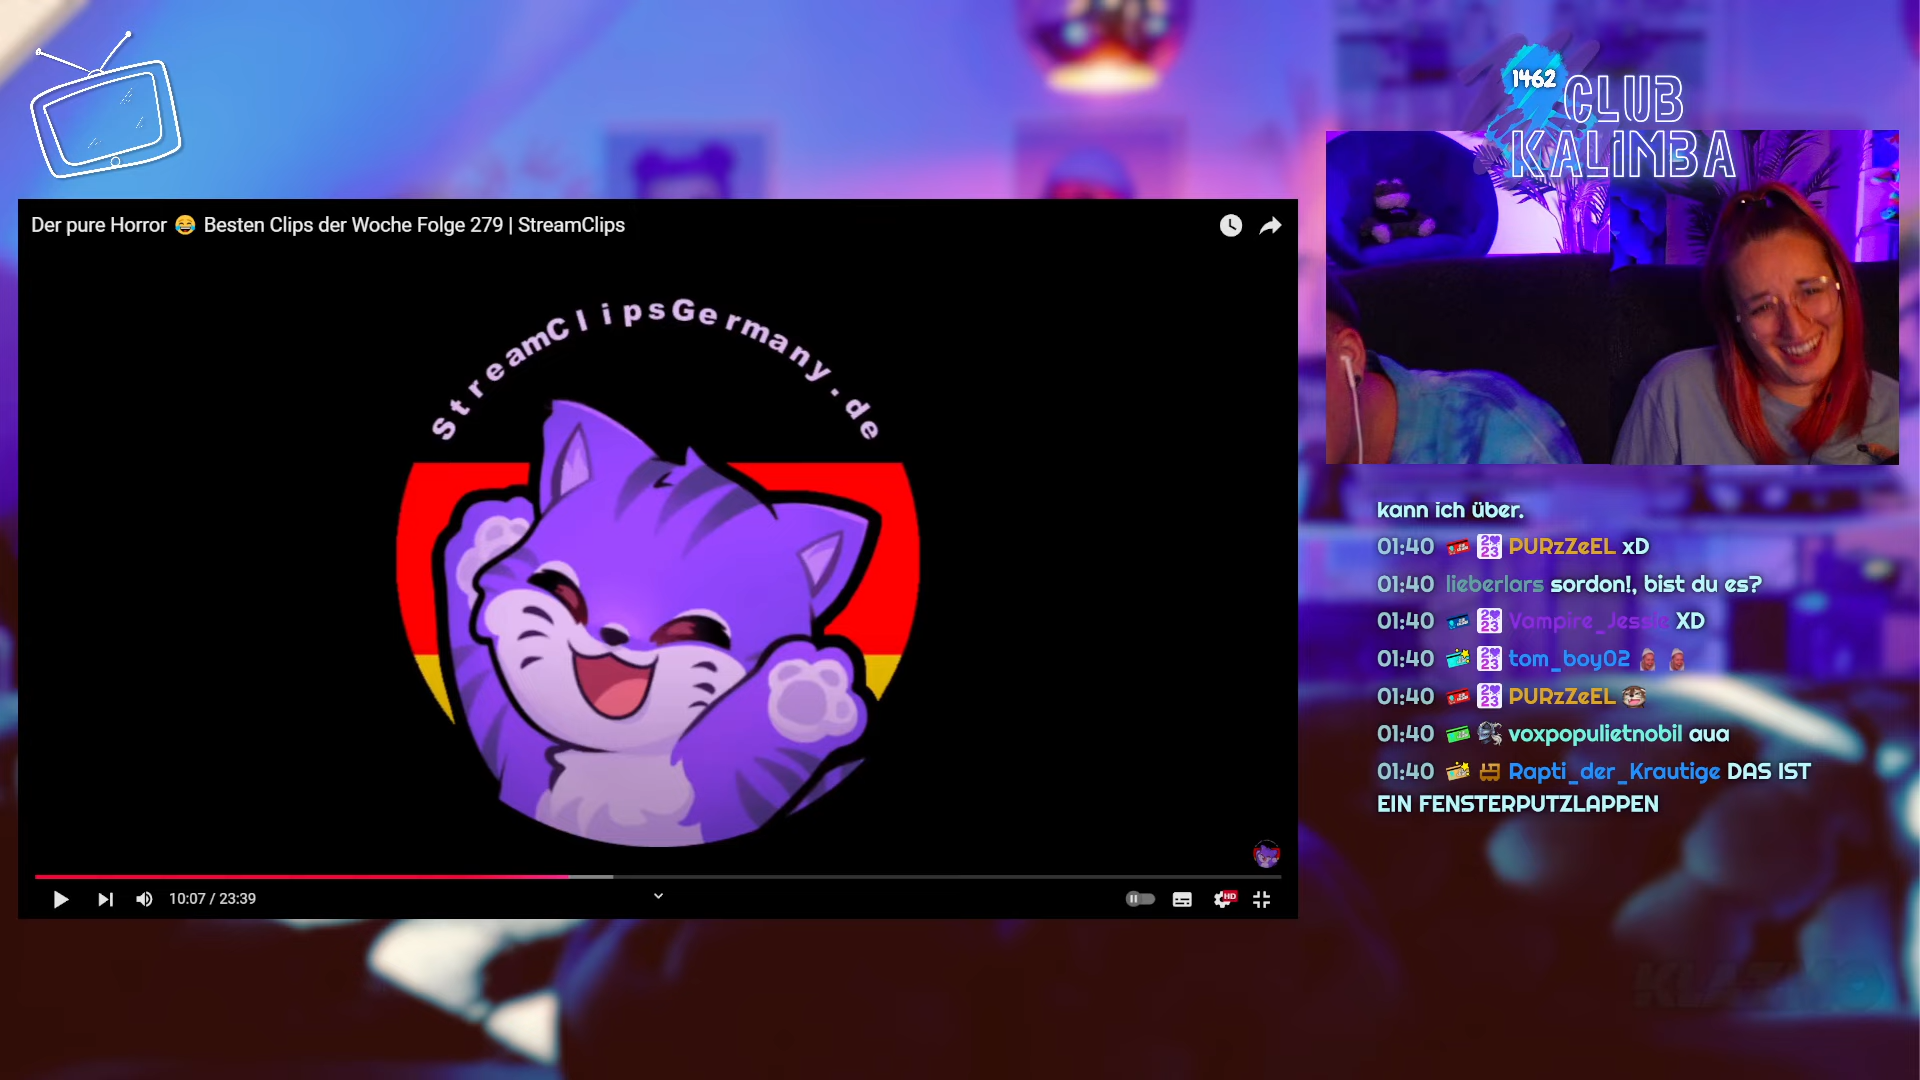 1462
CLUB
KALIMBA
Der pure Horror 😂 Besten Clips der Woche Folge 279 | StreamClips
StreamClipsGermany.de
10:07 / 23:39
HD
kann ich über.
01:40 PURzZeEL xD
01:40 lieberlars sordon!, bist du es?
01:40 Vampire_Jessie XD
01:40 tom_boy02
01:40 PURzZeEL
01:40 voxpopulietnobil aua
01:40 Rapti_der_Krautige DAS IST
EIN FENSTERPUTZLAPPEN